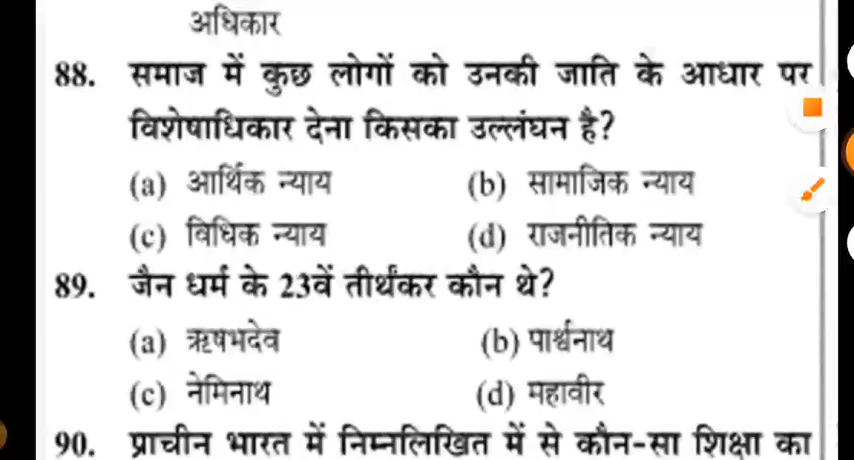 अधिकार
88. समाज में कुछ लोगों को उनकी जाति के आधार पर
विशेषाधिकार देना किसका उल्लंघन है?
(a) आर्थिक न्याय (b) सामाजिक न्याय
(c) विधिक न्याय (d) राजनीतिक न्याय
89. जैन धर्म के 23वें तीर्थंकर कौन थे?
(a) ऋषभदेव (b) पार्श्वनाथ
(c) नेमिनाथ (d) महावीर
90. प्राचीन भारत में निम्नलिखित में से कौन-सा शिक्षा का